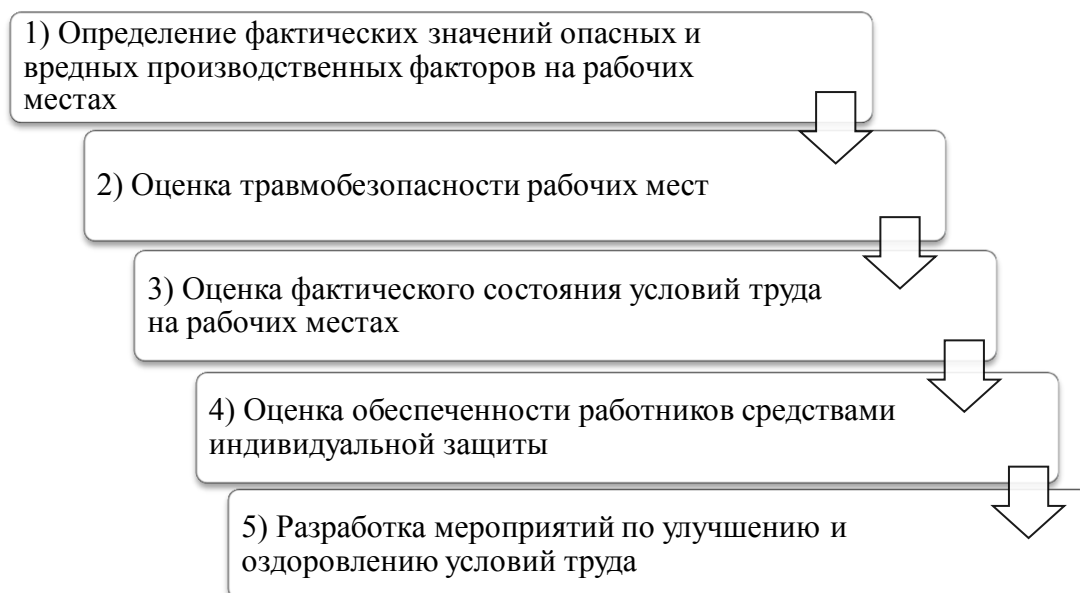 1) Определение фактических значений опасных и
вредных производственных факторов на рабочих
местах
2) Оценка травмобезопасности рабочих мест
3) Оценка фактического состояния условий труда
на рабочих местах
4) Оценка обеспеченности работников средствами
индивидуальной защиты
5) Разработка мероприятий по улучшению и
оздоровлению условий труда